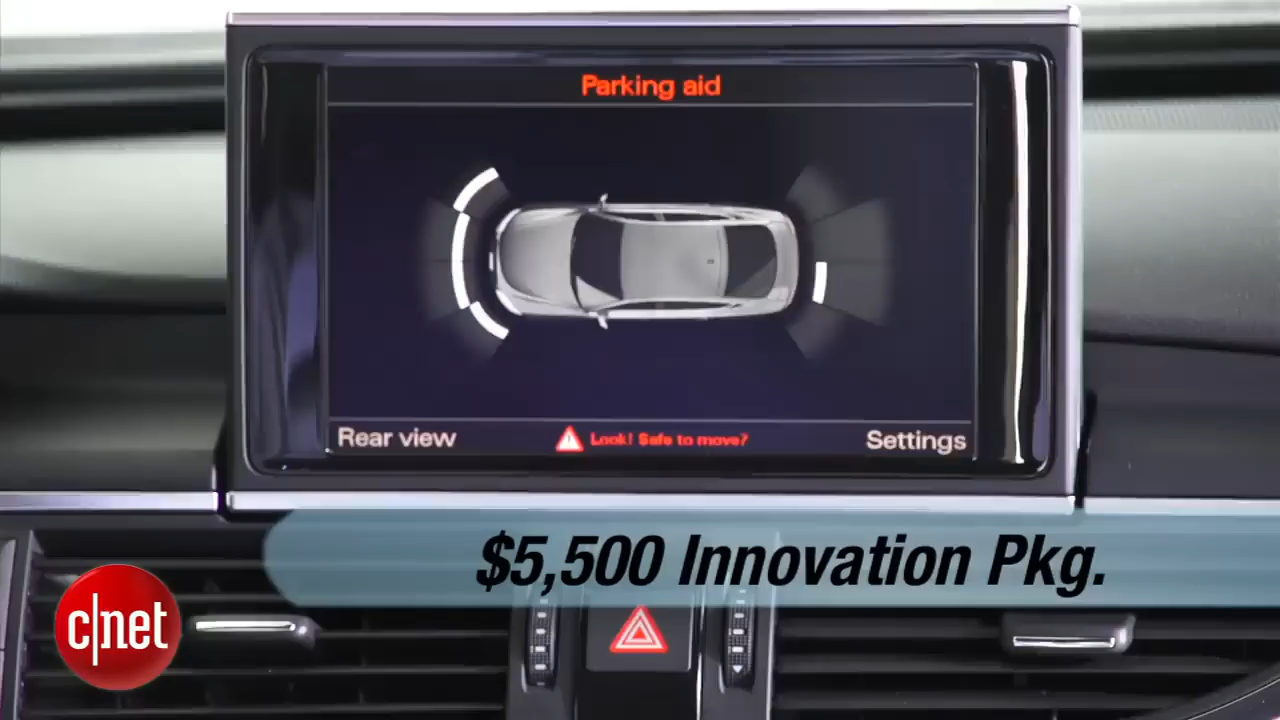 Parking aid
Rear view
Look! Safe to move?
Settings
$5,500 Innovation Pkg.
c|net